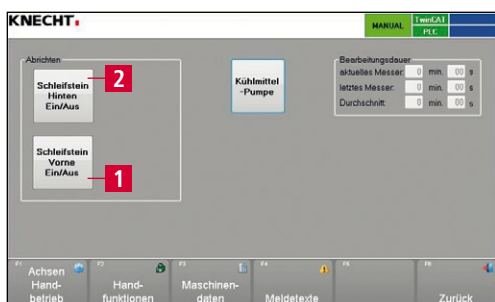 KNECHT
MANUAL
TwinCAT
PLC
Abrichten
Schleifstein
Hinten
Ein/Aus
2
Schleifstein
Vorne
Ein/Aus
1
Kühlmittel
-Pumpe
Bearbeitungsdauer
aktuelles Messer: 0 min. 00 s
letztes Messer: 0 min. 00 s
Durchschnitt: 0 min. 00 s
F1 Achsen
Hand-
betrieb
F2 Hand-
funktionen
F3 Maschinen-
daten
F4 Meldetexte
F5
F6 Zurück